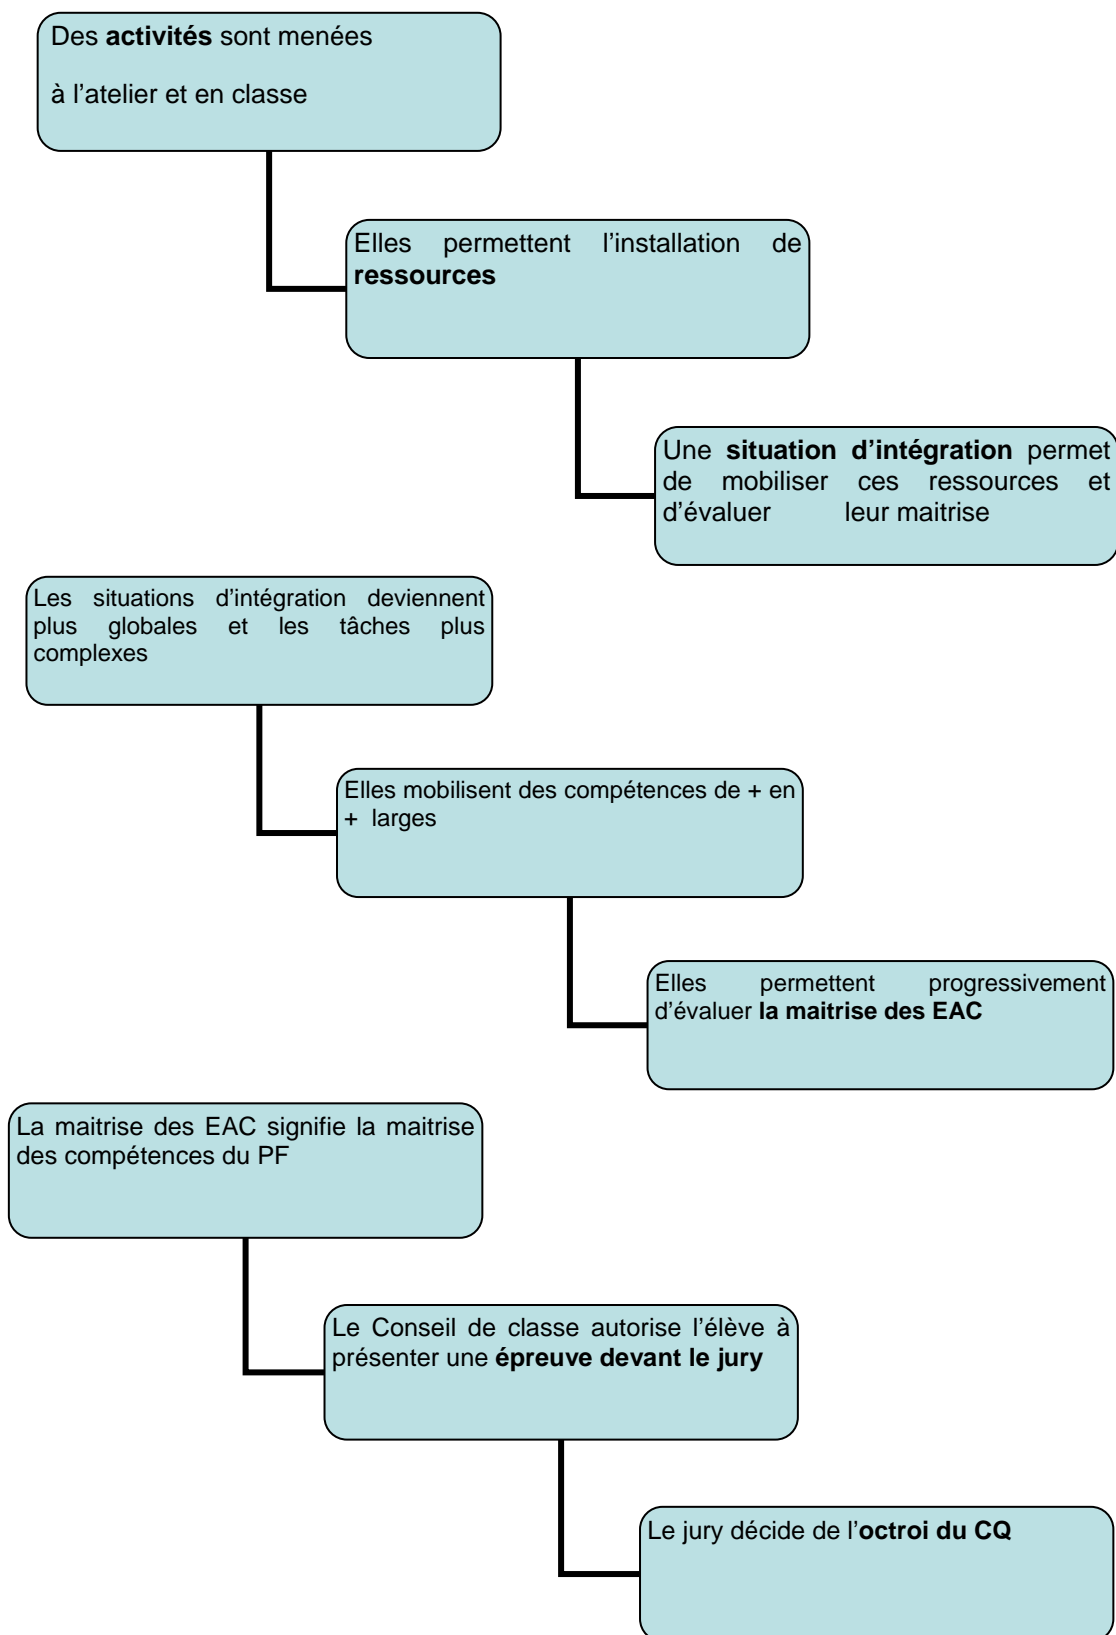 Des activités sont menées
à l’atelier et en classe
Elles permettent l’installation de
ressources
Une situation d’intégration permet
de mobiliser ces ressources et
d’évaluer leur maitrise
Les situations d’intégration deviennent
plus globales et les tâches plus
complexes
Elles mobilisent des compétences de + en
+ larges
Elles permettent progressivement
d’évaluer la maitrise des EAC
La maitrise des EAC signifie la maitrise
des compétences du PF
Le Conseil de classe autorise l’élève à
présenter une épreuve devant le jury
Le jury décide de l’octroi du CQ